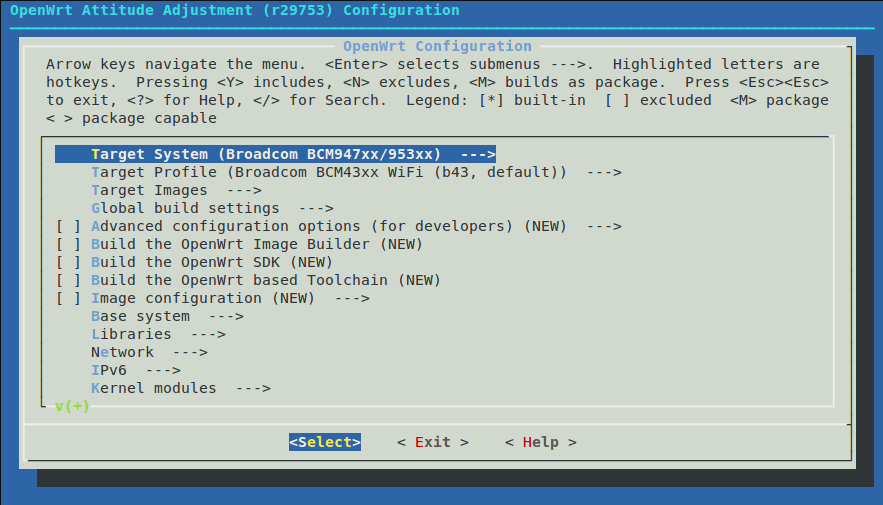 OpenWrt Attitude Adjustment (r29753) Configuration
OpenWrt Configuration
Arrow keys navigate the menu.  <Enter> selects submenus --->.  Highlighted letters are
hotkeys.  Pressing <Y> includes, <N> excludes, <M> builds as package.  Press <Esc><Esc>
to exit, <?> for Help, </> for Search.  Legend: [*] built-in  [ ] excluded  <M> package
< > package capable
Target System (Broadcom BCM947xx/953xx)  --->
Target Profile (Broadcom BCM43xx WiFi (b43, default))  --->
Target Images  --->
Global build settings  --->
[ ] Advanced configuration options (for developers) (NEW)  --->
[ ] Build the OpenWrt Image Builder (NEW)
[ ] Build the OpenWrt SDK (NEW)
[ ] Build the OpenWrt based Toolchain (NEW)
[ ] Image configuration (NEW)  --->
Base system  --->
Libraries  --->
Network  --->
IPv6  --->
Kernel modules  --->
v(+)
<Select>    < Exit >    < Help >